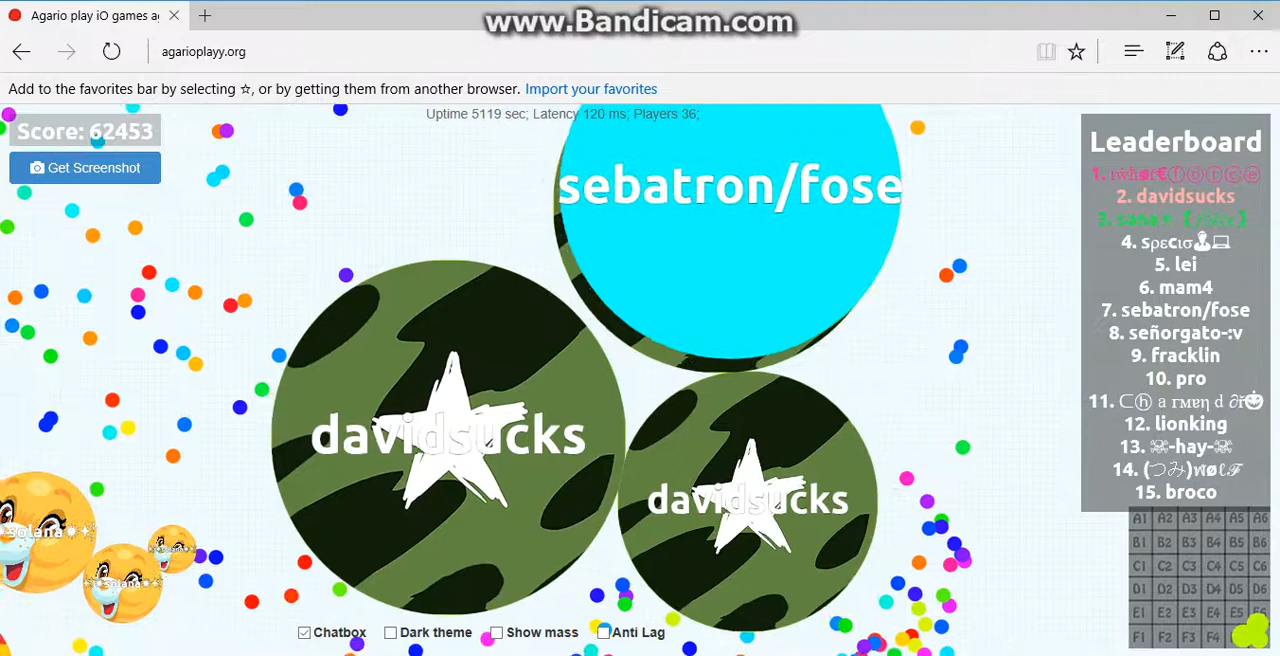 www.Bandicam.com
Agario play iO games a
agarioplayy.org
Add to the favorites bar by selecting ☆, or by getting them from another browser. Import your favorites
Uptime 5119 sec; Latency 120 ms; Players 36;
Score: 62453
Get Screenshot
sebatron/fose
davidsucks
davidsucks
solana
solana
Leaderboard
2. davidsucks
4. sρεcισ
5. lei
6. mam4
7. sebatron/fose
8. señorgato-:v
9. fracklin
10. pro
12. lionking
13. ☠-hay-☠
15. broco
A1 A2 A3 A4 A5 A6
B1 B2 B3 B4 B5 B6
C1 C2 C3 C4 C5 C6
D1 D2 D3 D4 D5 D6
E1 E2 E3 E4 E5 E6
F1 F2 F3 F4
Chatbox Dark theme Show mass Anti Lag